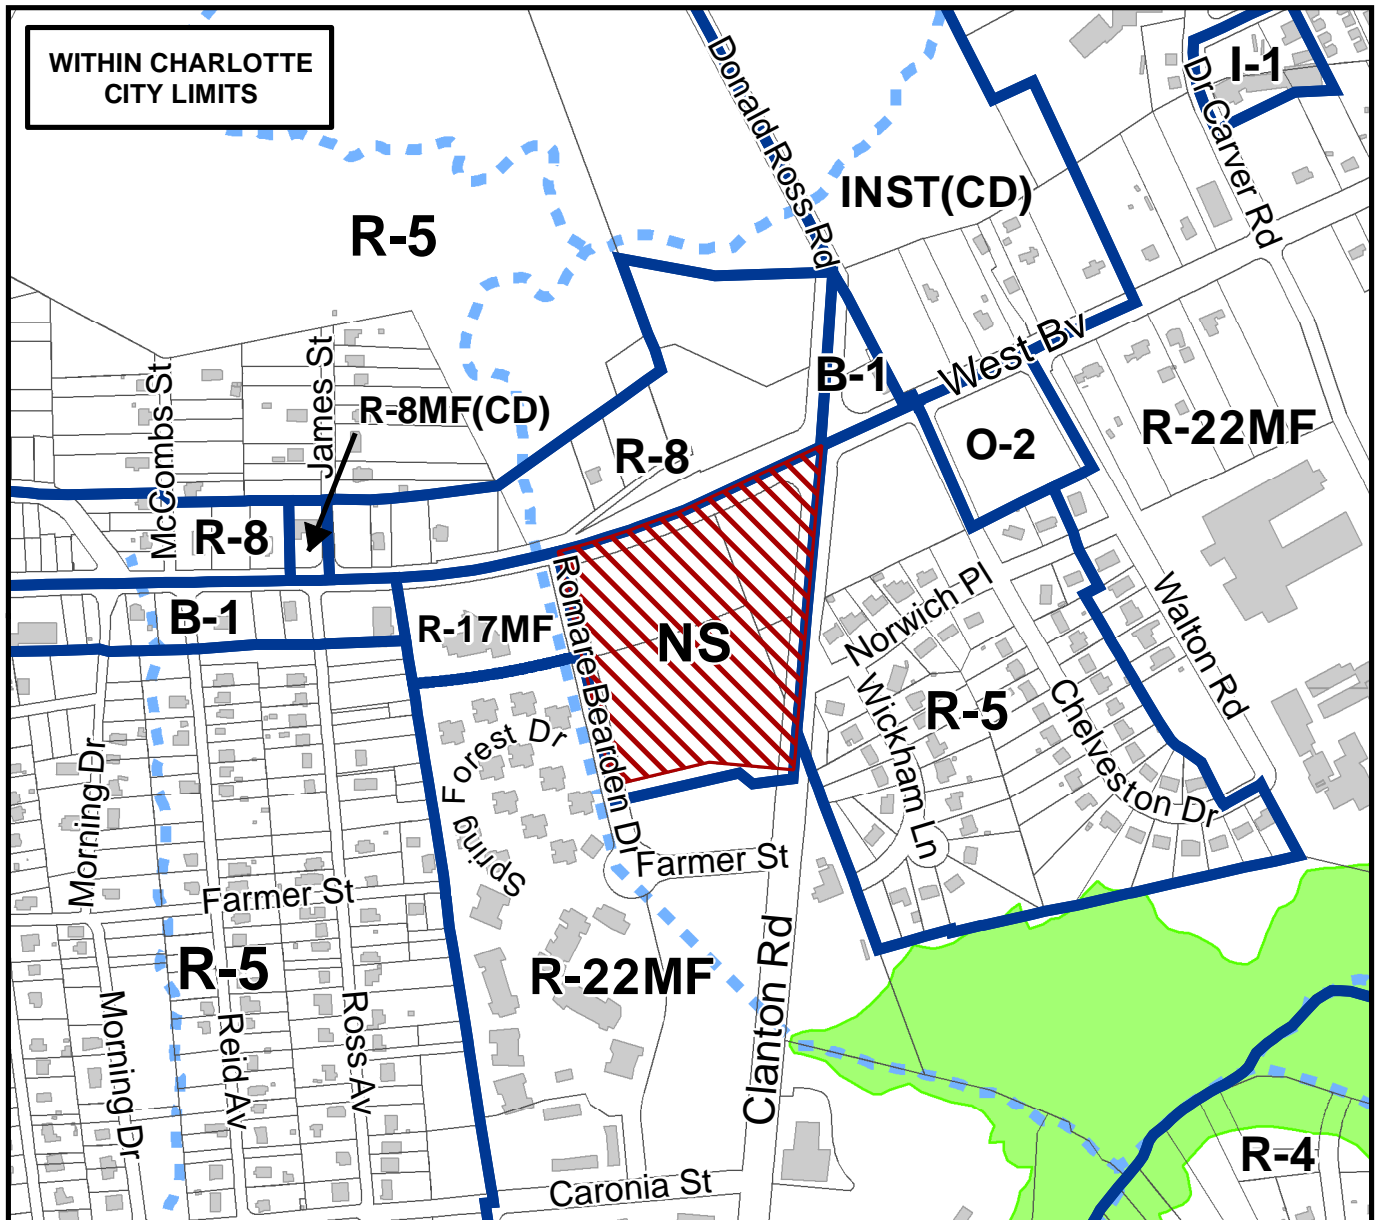 WITHIN CHARLOTTE
CITY LIMITS
Donald Ross Rd
I-1
Dr Carver Rd
INST(CD)
R-5
B-1
West Bv
McCombs St
James St
R-8MF(CD)
R-8
O-2
R-22MF
R-8
B-1
R-17MF
Romare Bearden Dr
NS
Norwich Pl
Walton Rd
Wickham Ln
R-5
Chelveston Dr
Spring Forest Dr
Morning Dr
Farmer St
Farmer St
R-5
R-22MF
Clanton Rd
Morning Dr
Reid Av
Ross Av
Caronia St
R-4